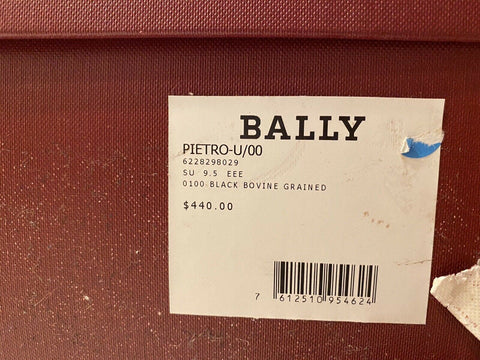 BALLY
PIETRO-U/00
6228298029
SU 9.5 EEE
0100 BLACK BOVINE GRAINED
$440.00
7 612510 954624